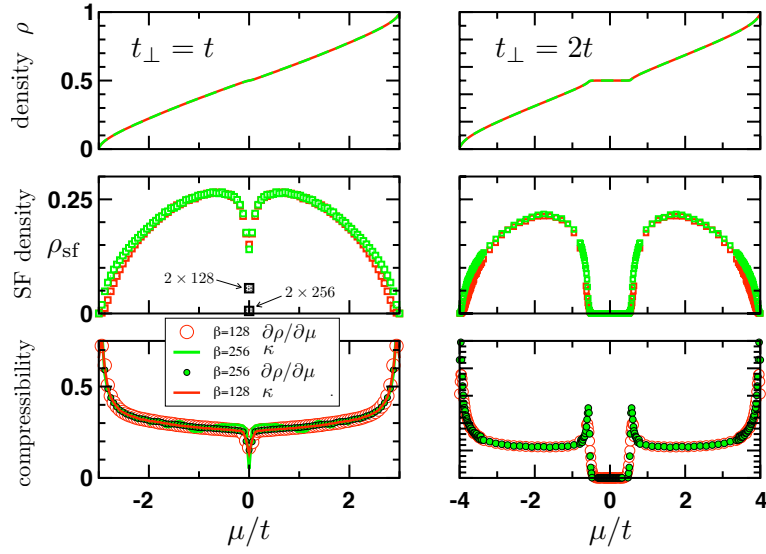 density ρ
1
0.5
0
t⊥ = t
t⊥ = 2t
SF density
ρsf
0.25
0
2 × 128
2 × 256
β=128 ∂ρ/∂μ
β=256 κ
β=256 ∂ρ/∂μ
β=128 κ
.
compressibility
0.5
0
-2 0 2
-4 -2 0 2 4
μ/t
μ/t